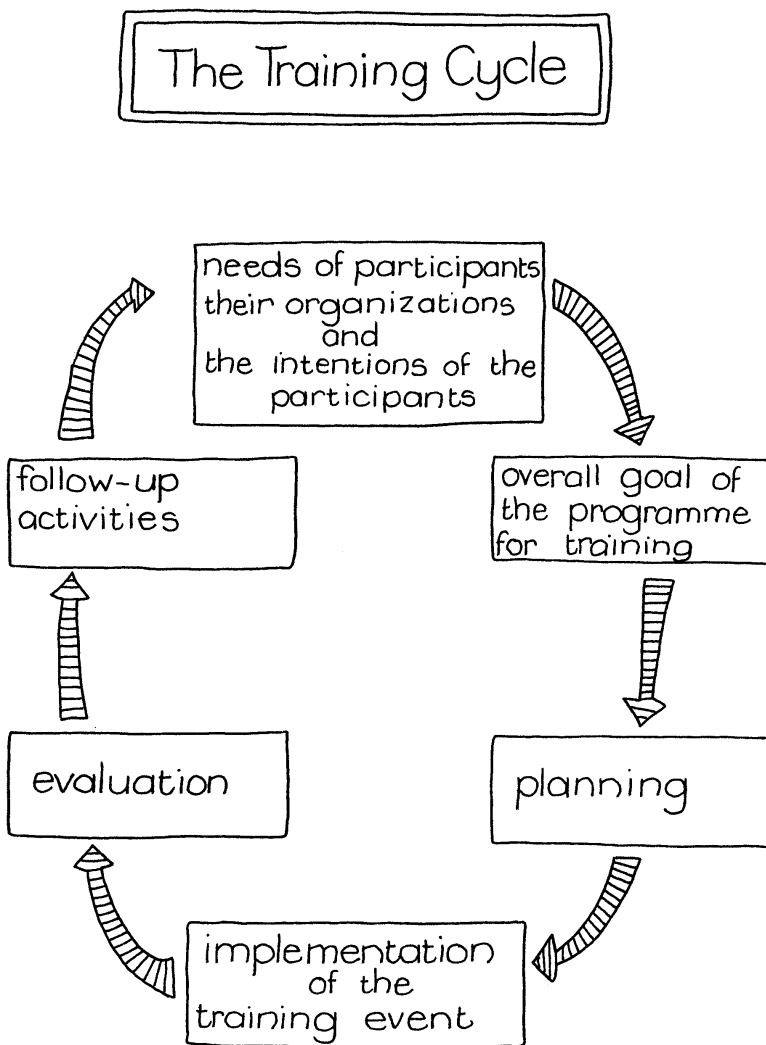 The Training Cycle
needs of participants
their organizations
and
the intentions of the
participants
overall goal of
the programme
for training
planning
implementation
of the
training event
evaluation
follow-up
activities